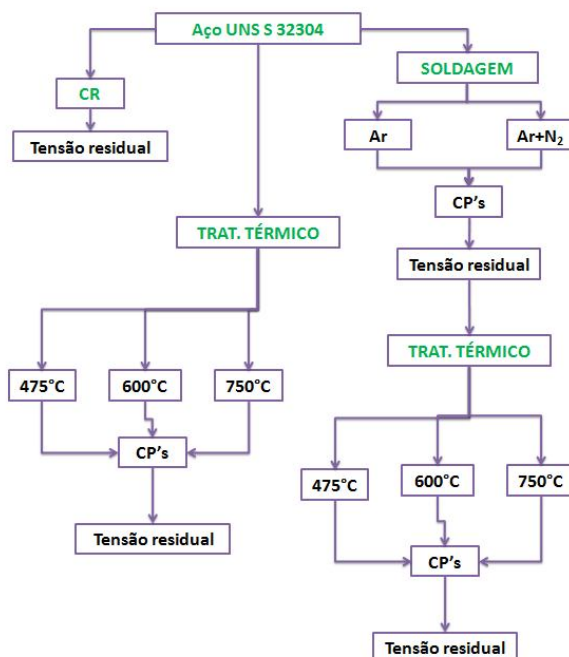 Aço UNS S 32304
CR
Tensão residual
TRAT. TÉRMICO
475°C
600°C
750°C
CP's
Tensão residual
SOLDAGEM
Ar
Ar+N₂
CP's
Tensão residual
TRAT. TÉRMICO
475°C
600°C
750°C
CP's
Tensão residual